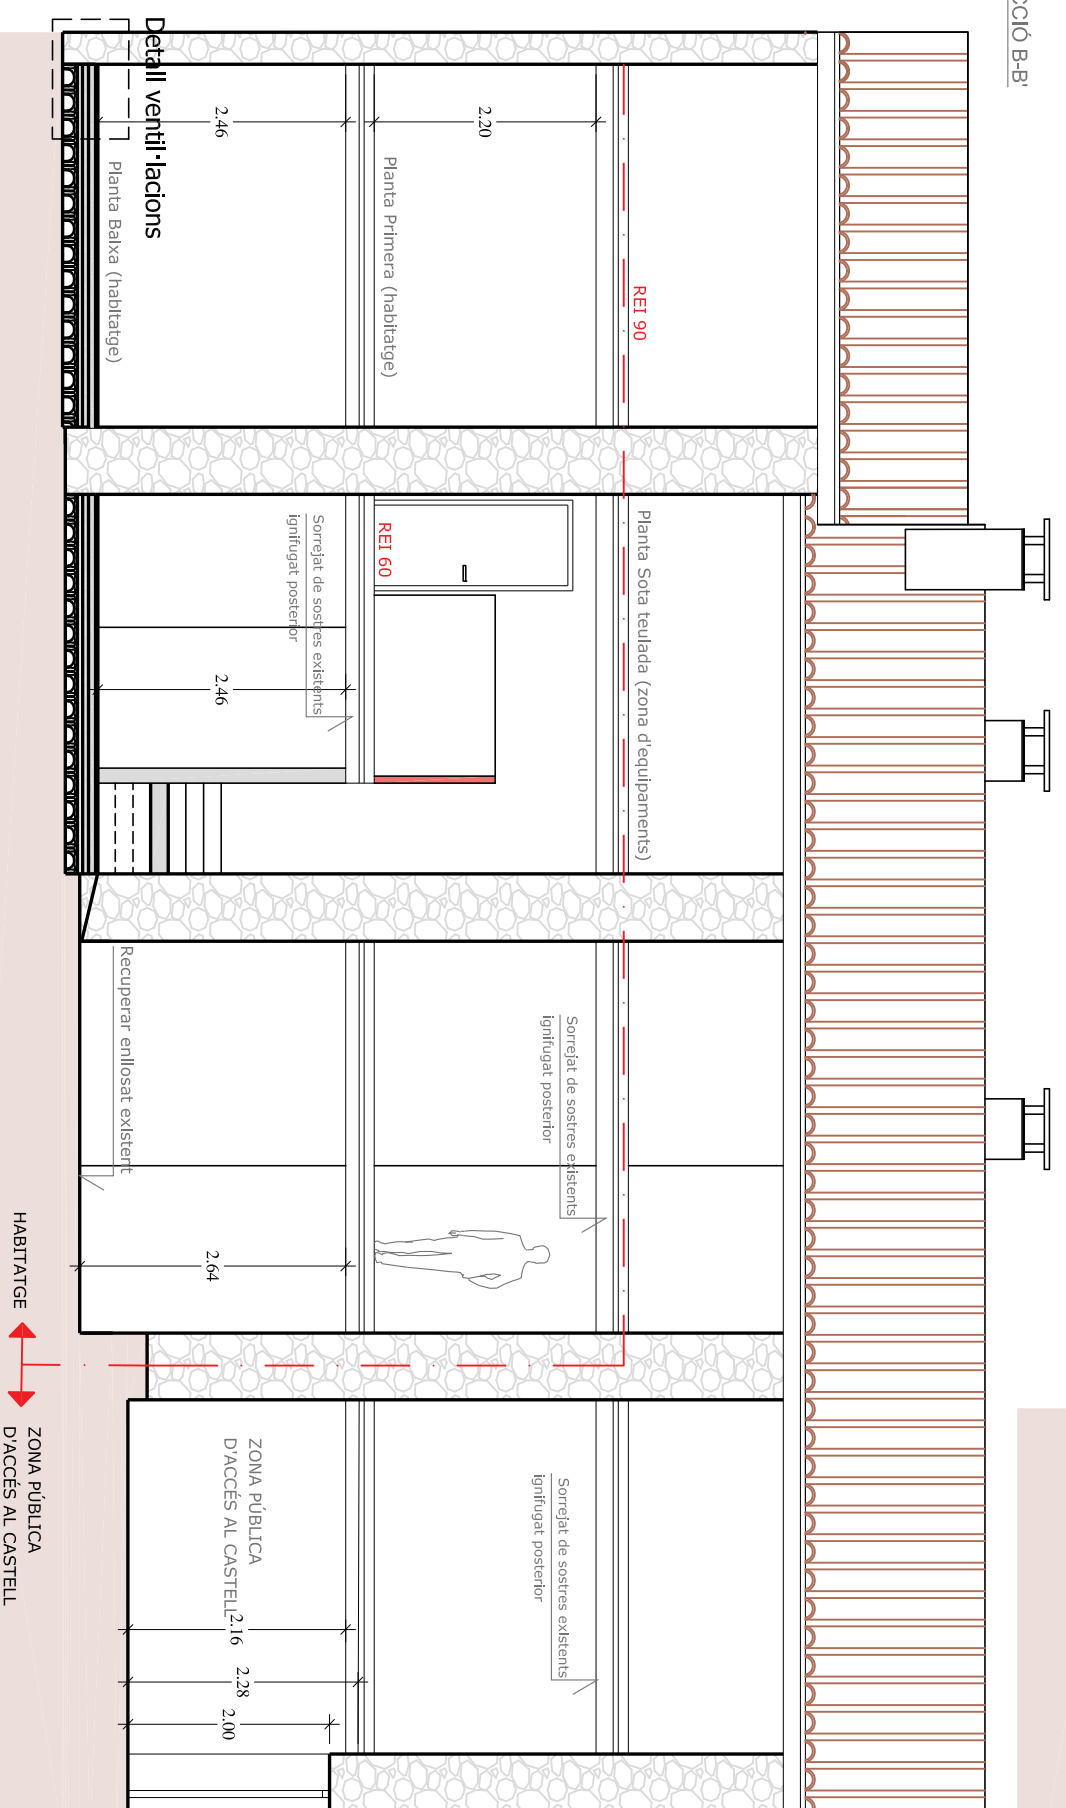 CCIÓ B-B'
Detall ventil·lacions
2.46
2.20
Planta Baixa (habitatge)
Planta Primera (habitatge)
REI 90
Planta Sota teulada (zona d'equipaments)
REI 60
Sorrejat de sostres existents
ignifugat posterior
2.46
Recuperar enllosat existent
Sorrejat de sostres existents
ignifugat posterior
2.64
HABITATGE
ZONA PÚBLICA
D'ACCÉS AL CASTELL
ZONA PÚBLICA
D'ACCÉS AL CASTELL
Sorrejat de sostres existents
ignifugat posterior
2.16
2.28
2.00